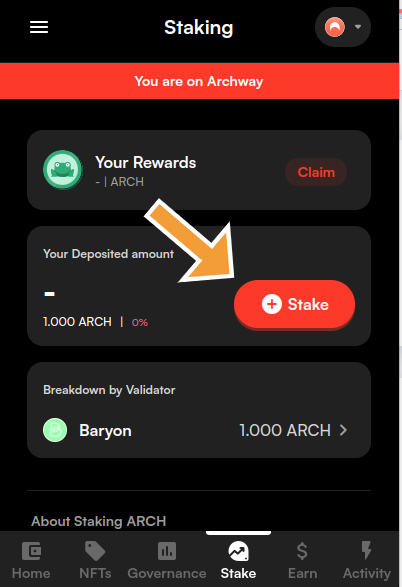 Staking
You are on Archway
Your Rewards
- | ARCH
Claim
Your Deposited amount
-
1.000 ARCH | 0%
Stake
Breakdown by Validator
Baryon
1.000 ARCH
About Staking ARCH
Home
NFTs
Governance
Stake
Earn
Activity